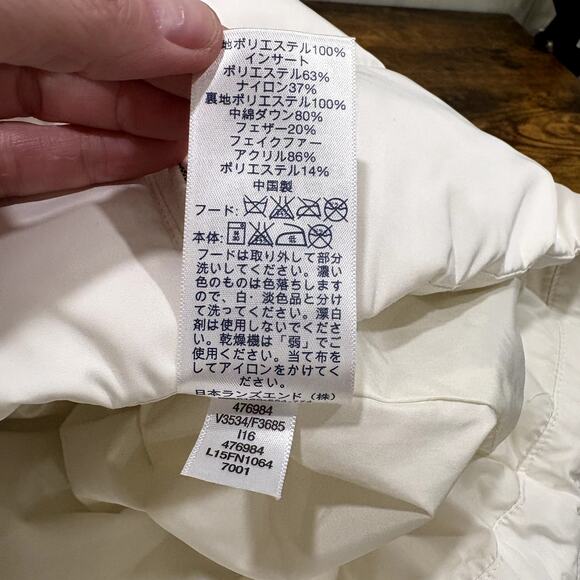 地ポリエステル100%
インサート
ポリエステル63%
ナイロン37%
裏地ポリエステル100%
中綿ダウン80%
フェザー20%
フェイクファー
アクリル86%
ポリエステル14%
中国製
フード:
本体: 低
フードは取り外して部分
洗いしてください。濃い
色のものは色落ちします
ので、白・淡色品と分け
て洗ってください。漂白
剤は使用しないでくださ
い。乾燥機は「弱」でご
使用ください。当て布を
してアイロンをかけてく
ださい。
日本ランズエンド(株)
476984
V3534/F3685
I16
476984
L15FN1064
7001